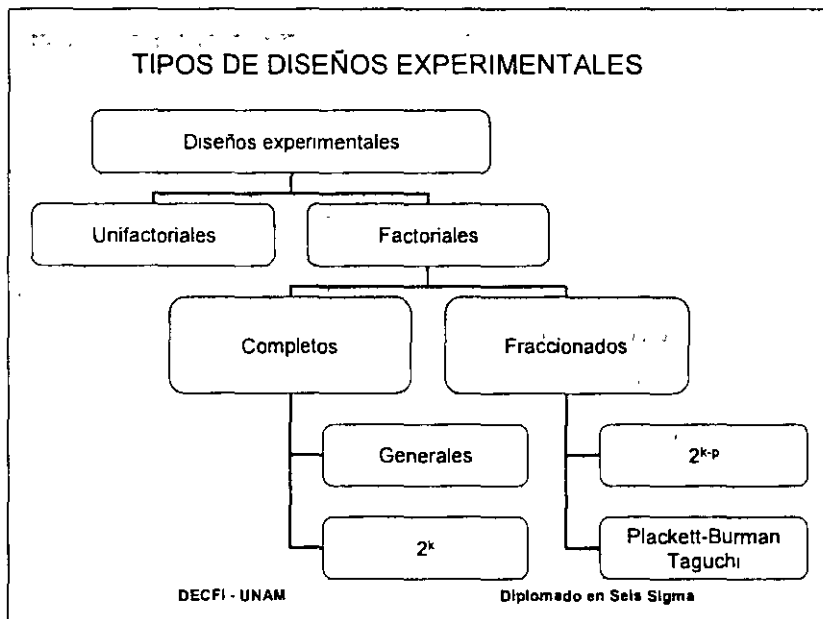 TIPOS DE DISEÑOS EXPERIMENTALES
Diseños experimentales
Unifactoriales
Factoriales
Completos
Fraccionados
Generales
2^k-p
2^k
Plackett-Burman
Taguchi
DECFI - UNAM
Diplomado en Seis Sigma